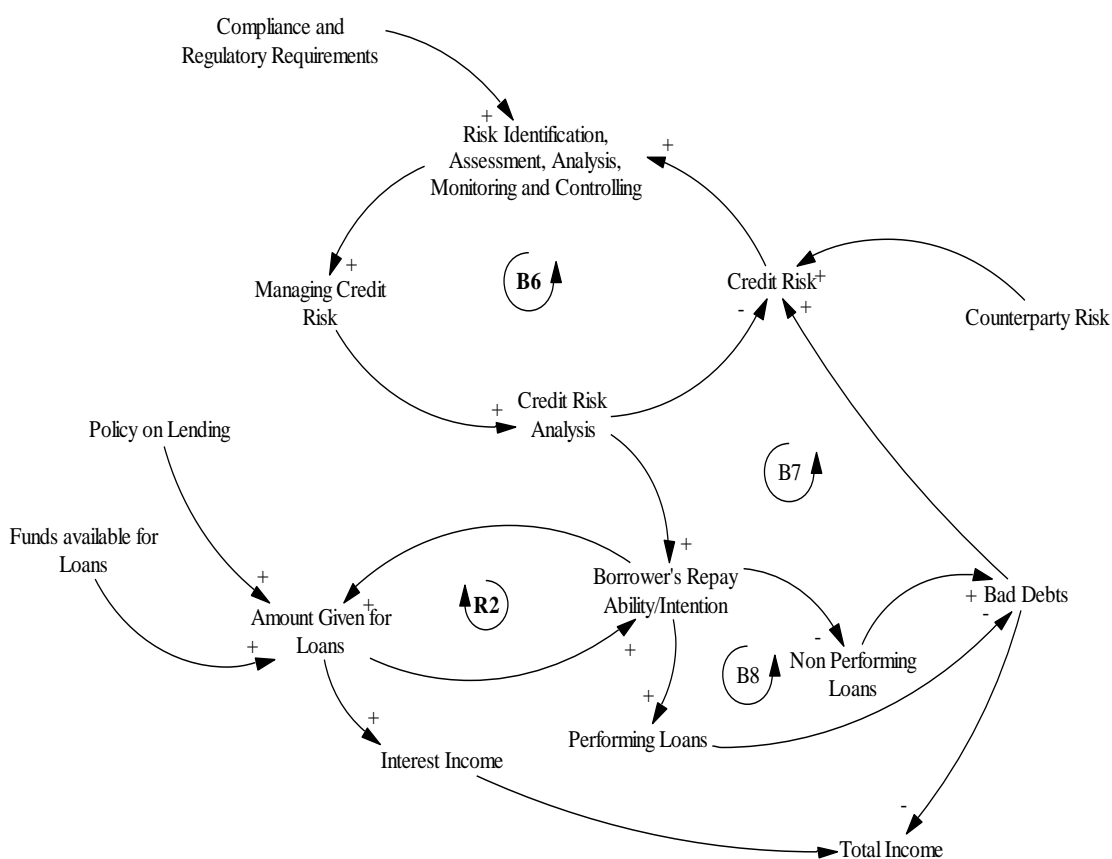 Compliance and
Regulatory Requirements
+
Risk Identification,
Assessment, Analysis,
Monitoring and Controlling
+
+
Managing Credit
Risk
B6
Credit Risk
+
-
+
Counterparty Risk
+
Credit Risk
Analysis
Policy on Lending
B7
Funds available for
Loans
+
Borrower's Repay
Ability/Intention
+
+
Amount Given for
Loans
R2
+ Bad Debts
-
+
+
-
Non Performing
Loans
B8
+
Performing Loans
+
Interest Income
-
Total Income